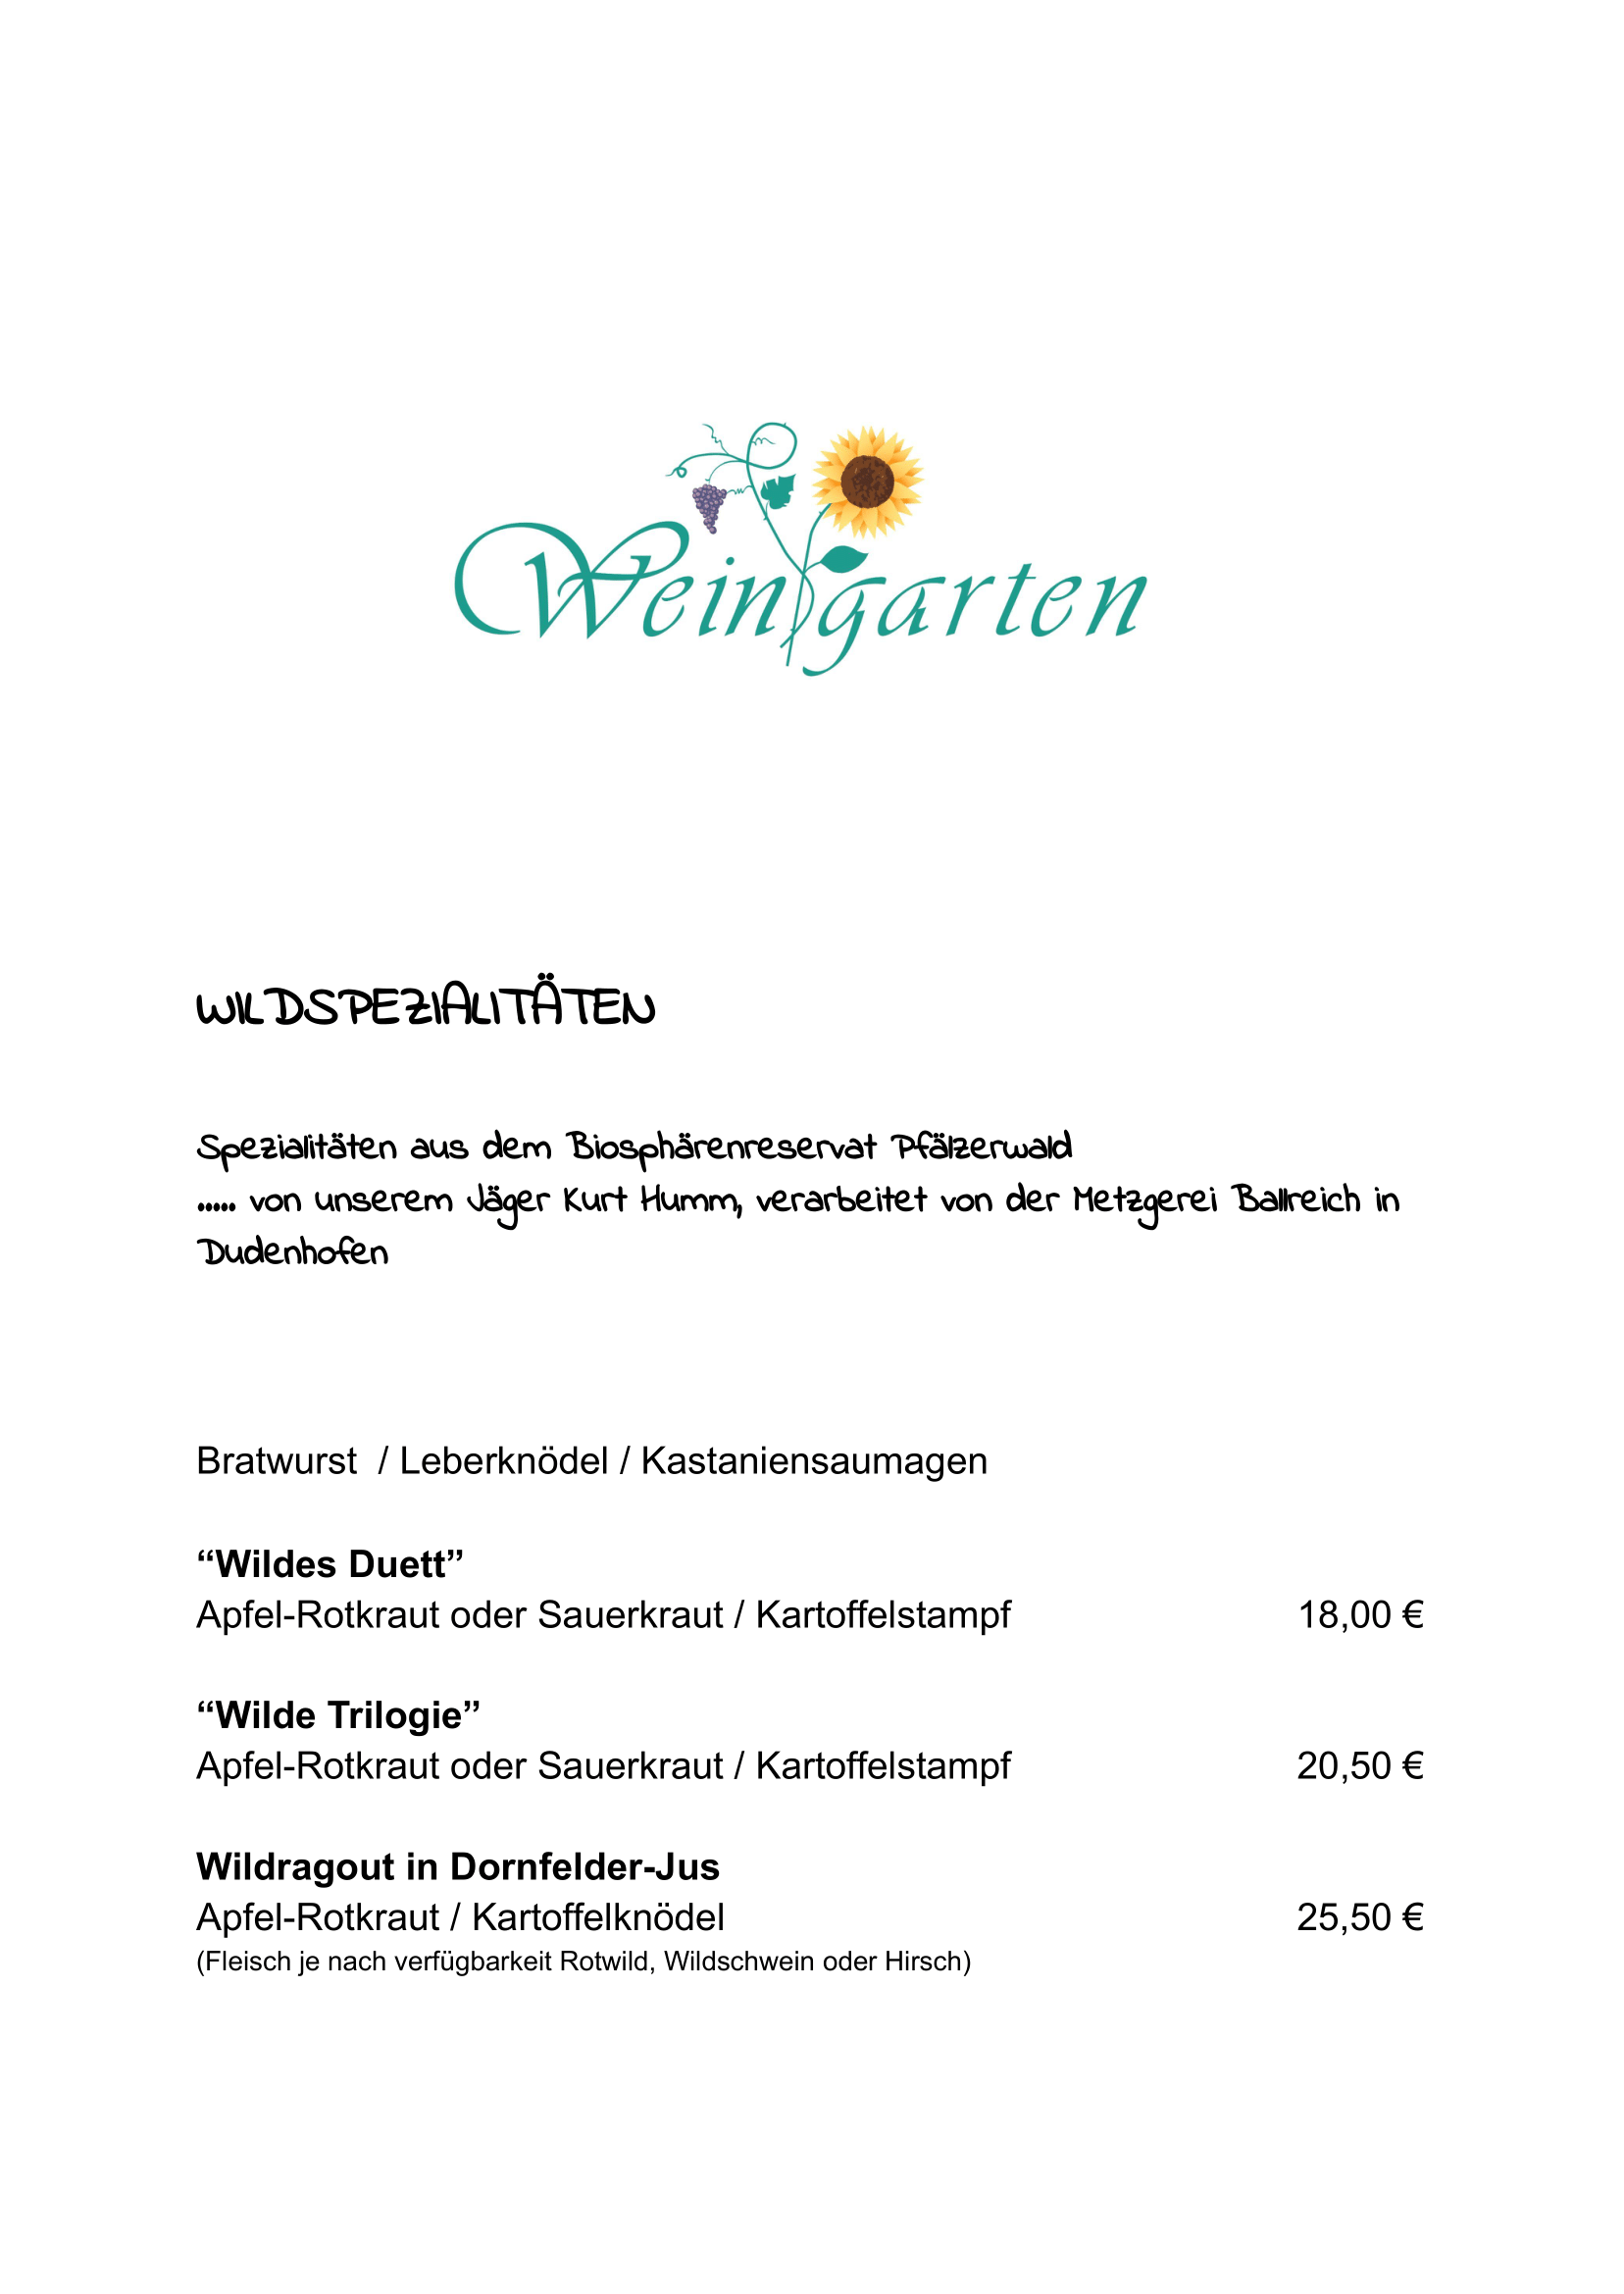 Weingarten
WILDSPEZIALITÄTEN
Spezialitäten aus dem Biosphärenreservat Pfälzerwald
..... von unserem Jäger Kurt Humm, verarbeitet von der Metzgerei Ballreich in
Dudenhofen
Bratwurst / Leberknödel / Kastaniensaumagen
“Wildes Duett”
Apfel-Rotkraut oder Sauerkraut / Kartoffelstampf 18,00 €
“Wilde Trilogie”
Apfel-Rotkraut oder Sauerkraut / Kartoffelstampf 20,50 €
Wildragout in Dornfelder-Jus
Apfel-Rotkraut / Kartoffelknödel 25,50 €
(Fleisch je nach verfügbarkeit Rotwild, Wildschwein oder Hirsch)